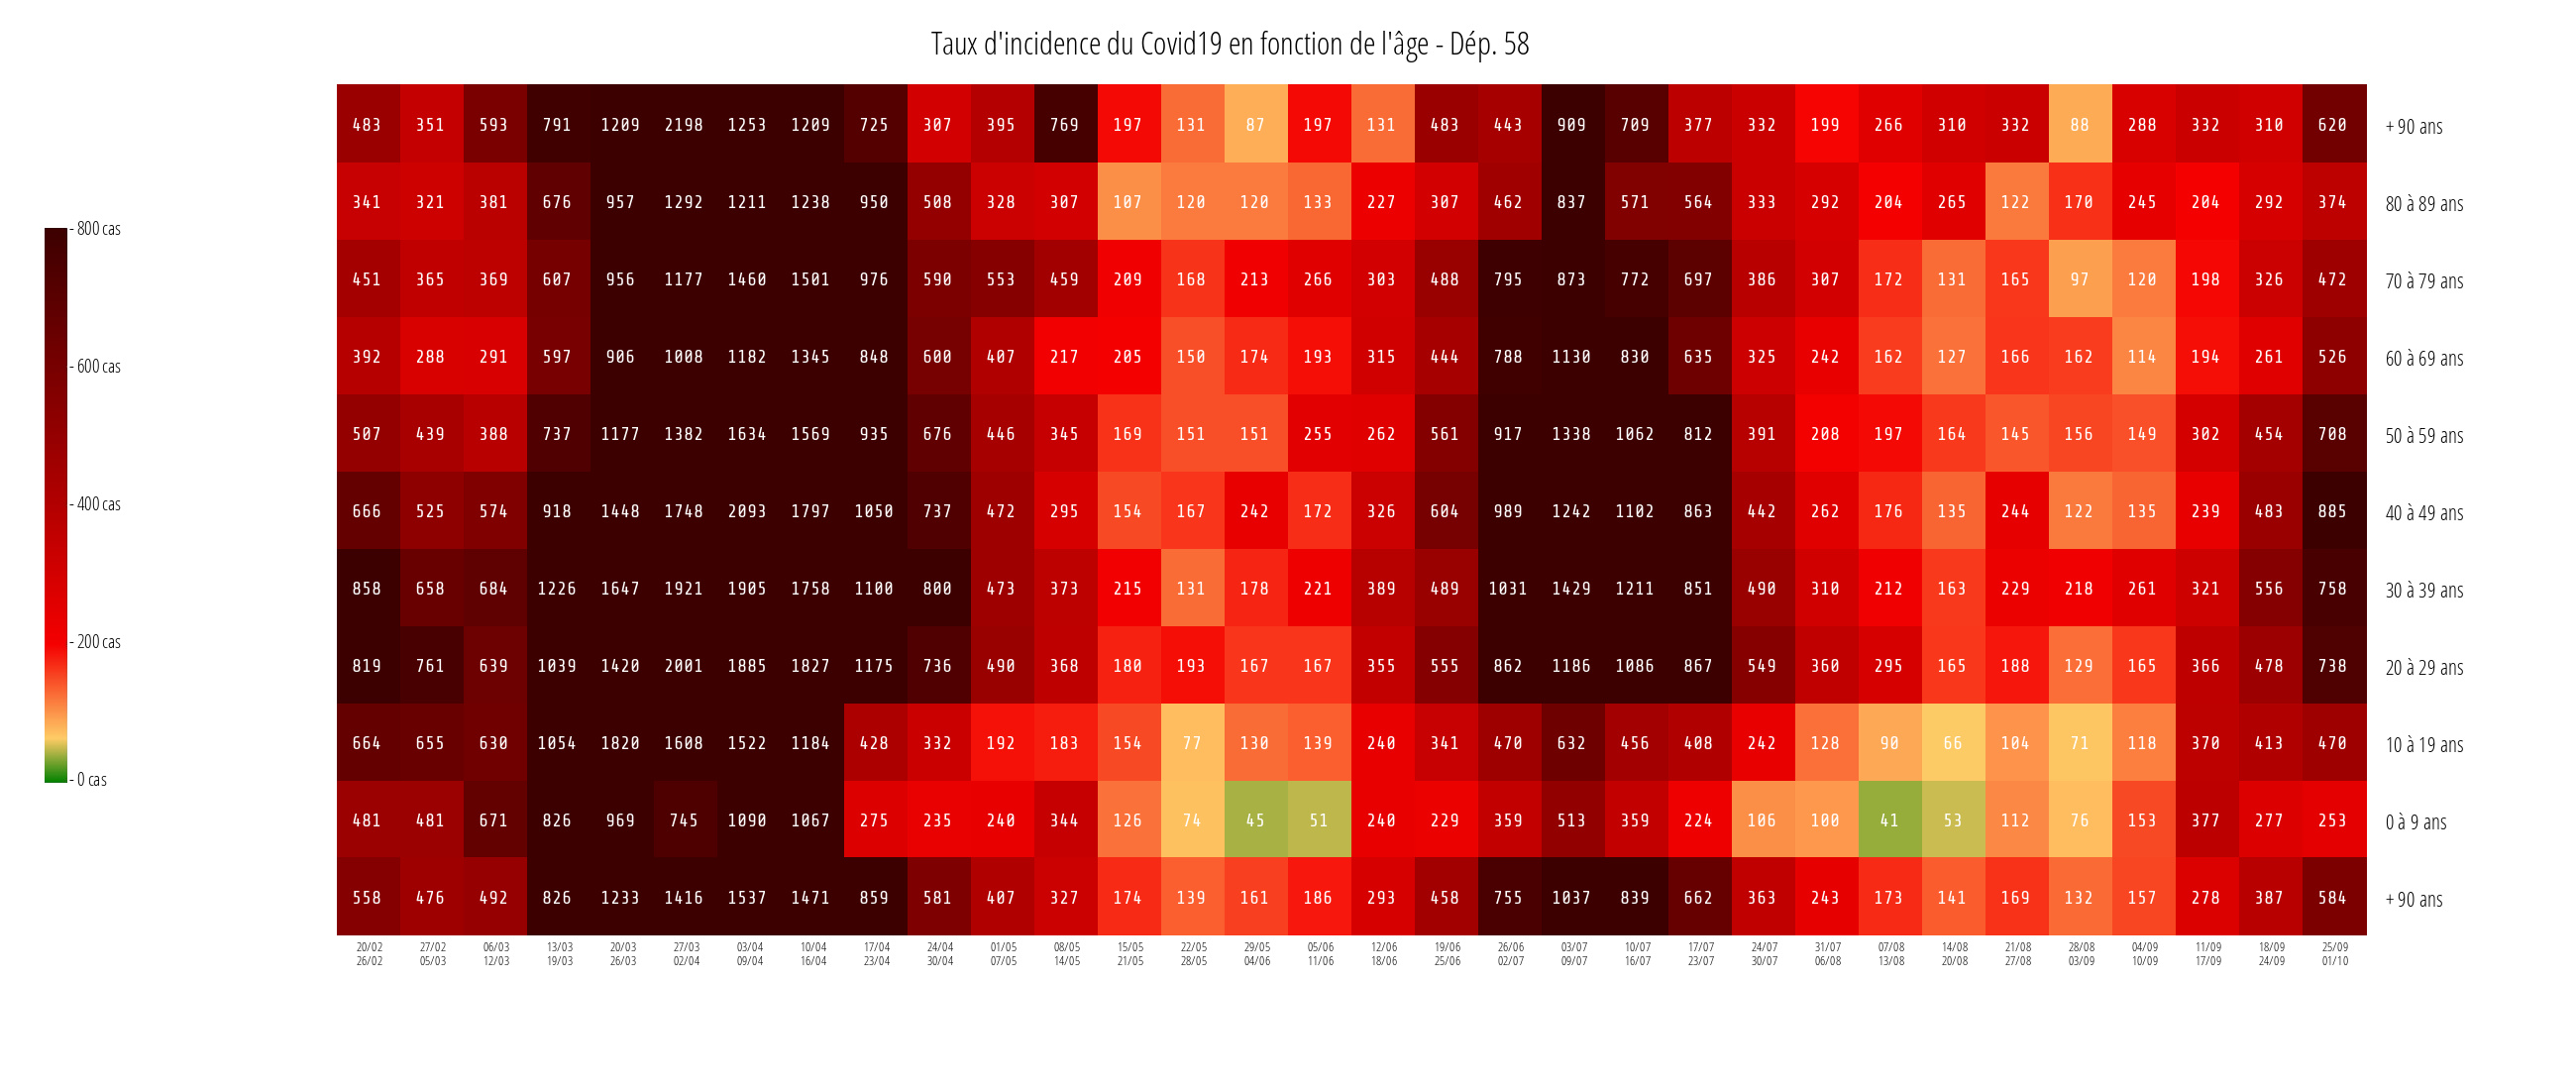 Taux d'incidence du Covid19 en fonction de l'âge - Dép. 58
- 800 cas
- 600 cas
- 400 cas
- 200 cas
- 0 cas
483 351 593 791 1209 2198 1253 1209 725 307 395 769 197 131 87 197 131 483 443 909 709 377 332 199 266 310 332 88 288 332 310 620 + 90 ans
341 321 381 676 957 1292 1211 1238 950 508 328 307 107 120 120 133 227 307 462 837 571 564 333 292 204 265 122 170 245 204 292 374 80 à 89 ans
451 365 369 607 956 1177 1460 1501 976 590 553 459 209 168 213 266 303 488 795 873 772 697 386 307 172 131 165 97 120 198 326 472 70 à 79 ans
392 288 291 597 906 1008 1182 1345 848 600 407 217 205 150 174 193 315 444 788 1130 830 635 325 242 162 127 166 162 114 194 261 526 60 à 69 ans
507 439 388 737 1177 1382 1634 1569 935 676 446 345 169 151 151 255 262 561 917 1338 1062 812 391 208 197 164 145 156 149 302 454 708 50 à 59 ans
666 525 574 918 1448 1748 2093 1797 1050 737 472 295 154 167 242 172 326 604 989 1242 1102 863 442 262 176 135 244 122 135 239 483 885 40 à 49 ans
858 658 684 1226 1647 1921 1905 1758 1100 800 473 373 215 131 178 221 389 489 1031 1429 1211 851 490 310 212 163 229 218 261 321 556 758 30 à 39 ans
819 761 639 1039 1420 2001 1885 1827 1175 736 490 368 180 193 167 167 355 555 862 1186 1086 867 549 360 295 165 188 129 165 366 478 738 20 à 29 ans
664 655 630 1054 1820 1608 1522 1184 428 332 192 183 154 77 130 139 240 341 470 632 456 408 242 128 90 66 104 71 118 370 413 470 10 à 19 ans
481 481 671 826 969 745 1090 1067 275 235 240 344 126 74 45 51 240 229 359 513 359 224 106 100 41 53 112 76 153 377 277 253 0 à 9 ans
558 476 492 826 1233 1416 1537 1471 859 581 407 327 174 139 161 186 293 458 755 1037 839 662 363 243 173 141 169 132 157 278 387 584 + 90 ans
20/02 27/02 06/03 13/03 20/03 27/03 03/04 10/04 17/04 24/04 01/05 08/05 15/05 22/05 29/05 05/06 12/06 19/06 26/06 03/07 10/07 17/07 24/07 31/07 07/08 14/08 21/08 28/08 04/09 11/09 18/09 25/09
26/02 05/03 12/03 19/03 26/03 02/04 09/04 16/04 23/04 30/04 07/05 14/05 21/05 28/05 04/06 11/06 18/06 25/06 02/07 09/07 16/07 23/07 30/07 06/08 13/08 20/08 27/08 03/09 10/09 17/09 24/09 01/10